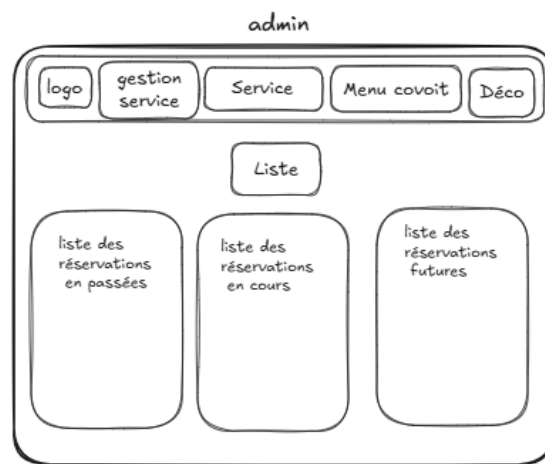 admin
logo
gestion
service
Service
Menu covoit
Déco
Liste
liste des
réservations
en passées
liste des
réservations
en cours
liste des
réservations
futures